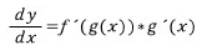 dy/dx = f´(g(x))*g´(x)